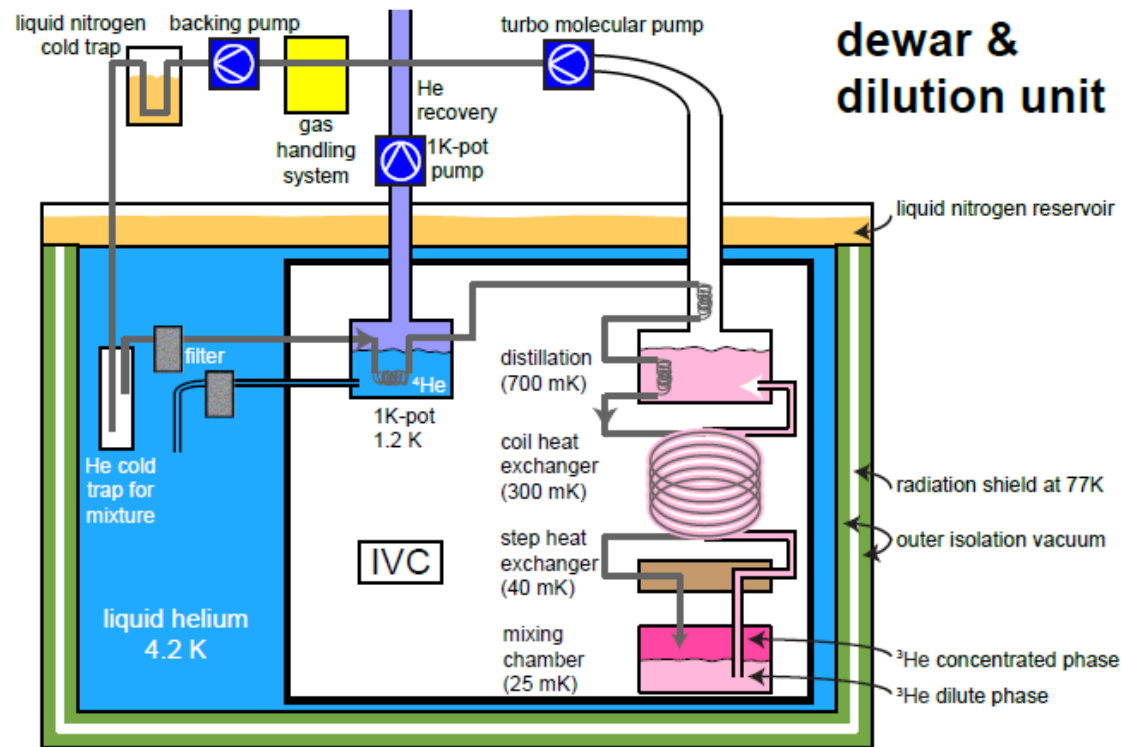 liquid nitrogen
cold trap
backing pump
turbo molecular pump
dewar &
dilution unit
He
recovery
gas
handling
system
1K-pot
pump
liquid nitrogen reservoir
filter
⁴He
1K-pot
1.2 K
distillation
(700 mK)
He cold
trap for
mixture
coil heat
exchanger
(300 mK)
radiation shield at 77K
outer isolation vacuum
step heat
exchanger
(40 mK)
IVC
liquid helium
4.2 K
mixing
chamber
(25 mK)
³He concentrated phase
³He dilute phase